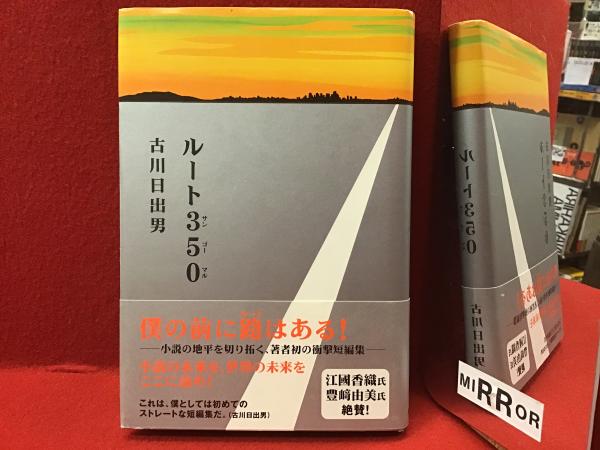 ルート350
サン ゴー マル
古川日出男
僕の前に道はある!
──小説の地平を切り拓く、著者初の衝撃短編集──
これは、僕としては初めての
ストレートな短編集だ。(古川日出男)
江國香織氏
豊﨑由美氏
絶賛!
MIRROR